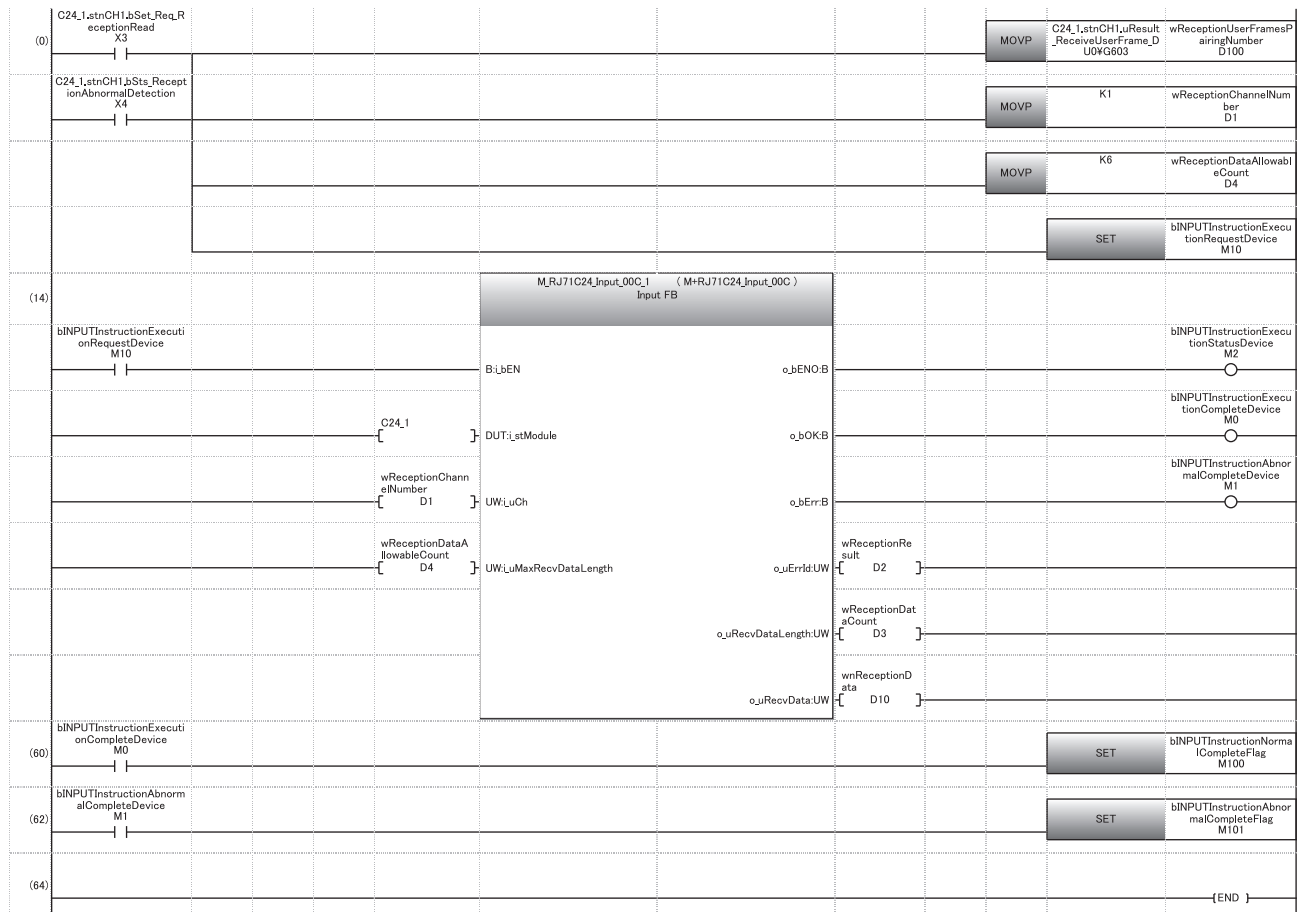 C24_1.stnCH1.bSet_Req_R
eceptionRead
X3
(0)
MOVP
C24_1.stnCH1.uResult
_ReceiveUserFrame_D
U0¥G603
wReceptionUserFramesP
airingNumber
D100
C24_1.stnCH1.bSts_Recept
ionAbnormalDetection
X4
MOVP
K1
wReceptionChannelNum
ber
D1
MOVP
K6
wReceptionDataAllowabl
eCount
D4
SET
bINPUTInstructionExecu
tionRequestDevice
M10
(14)
M_RJ71C24_Input_00C_1 ( M+RJ71C24_Input_00C )
Input FB
bINPUTInstructionExecuti
onRequestDevice
M10
B:i_bEN
o_bENO:B
bINPUTInstructionExecu
tionStatusDevice
M2
C24_1
DUT:i_stModule
o_bOK:B
bINPUTInstructionExecu
tionCompleteDevice
M0
wReceptionChann
elNumber
D1
UW:i_uCh
o_bErr:B
bINPUTInstructionAbnor
malCompleteDevice
M1
wReceptionDataA
llowableCount
D4
UW:i_uMaxRecvDataLength
o_uErrId:UW
wReceptionRe
sult
D2
o_uRecvDataLength:UW
wReceptionDat
aCount
D3
o_uRecvData:UW
wnReceptionD
ata
D10
bINPUTInstructionExecuti
onCompleteDevice
M0
(60)
SET
bINPUTInstructionNorma
lCompleteFlag
M100
bINPUTInstructionAbnorm
alCompleteDevice
M1
(62)
SET
bINPUTInstructionAbnor
malCompleteFlag
M101
(64)
END